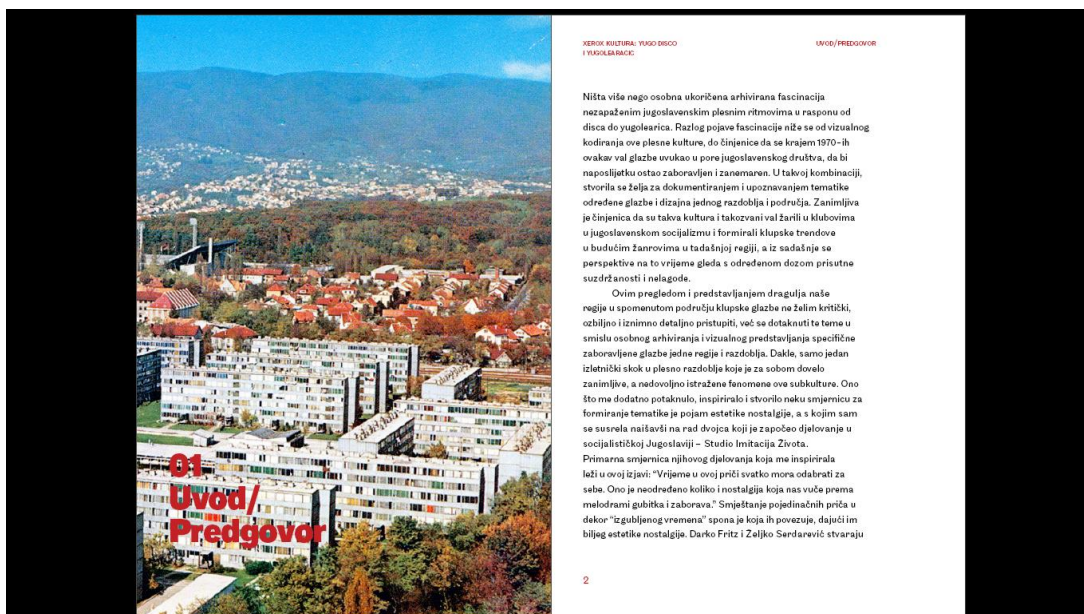 01
Uvod/
Predgovor
XEROX KULTURA: YUGO DISCO
I YUGOLEARACIC
UVOD/PREDGOVOR
Ništa više nego osobna ukoričena arhivirana fascinacija
nezapaženim jugoslavenskim plesnim ritmovima u rasponu od
disca do yugolearica. Razlog pojave fascinacije niže se od vizualnog
kodiranja ove plesne kulture, do činjenice da se krajem 1970-ih
ovakav val glazbe uvukao u pore jugoslavenskog društva, da bi
naposlijetku ostao zaboravljen i zanemaren. U takvoj kombinaciji,
stvorila se želja za dokumentiranjem i upoznavanjem tematike
određene glazbe i dizajna jednog razdoblja i područja. Zanimljiva
je činjenica da su takva kultura i takozvani val žarili u klubovima
u jugoslavenskom socijalizmu i formirali klupske trendove
u budućim žanrovima u tadašnjoj regiji, a iz sadašnje se
perspektive na to vrijeme gleda s određenom dozom prisutne
suzdržanosti i nelagode.
Ovim pregledom i predstavljanjem dragulja naše
regije u spomenutom području klupske glazbe ne želim kritički,
ozbiljno i iznimno detaljno pristupiti, već se dotaknuti te teme u
smislu osobnog arhiviranja i vizualnog predstavljanja specifične
zaboravljene glazbe jedne regije i razdoblja. Dakle, samo jedan
izletnički skok u plesno razdoblje koje je za sobom dovelo
zanimljive, a nedovoljno istražene fenomene ove subkulture. Ono
što me dodatno potaknulo, inspiriralo i stvorilo neku smjernicu za
formiranje tematike je pojam estetike nostalgije, a s kojim sam
se susrela naišavši na rad dvojca koji je započeo djelovanje u
socijalističkoj Jugoslaviji – Studio Imitacija Života.
Primarna smjernica njihovog djelovanja koja me inspirirala
leži u ovoj izjavi: “Vrijeme u ovoj priči svatko mora odabrati za
sebe. Ono je neodređeno koliko i nostalgija koja nas vuče prema
melodrami gubitka i zaborava.” Smještanje pojedinačnih priča u
dekor “izgubljenog vremena” spona je koja ih povezuje, dajući im
biljeg estetike nostalgije. Darko Fritz i Željko Serdarević stvaraju
2